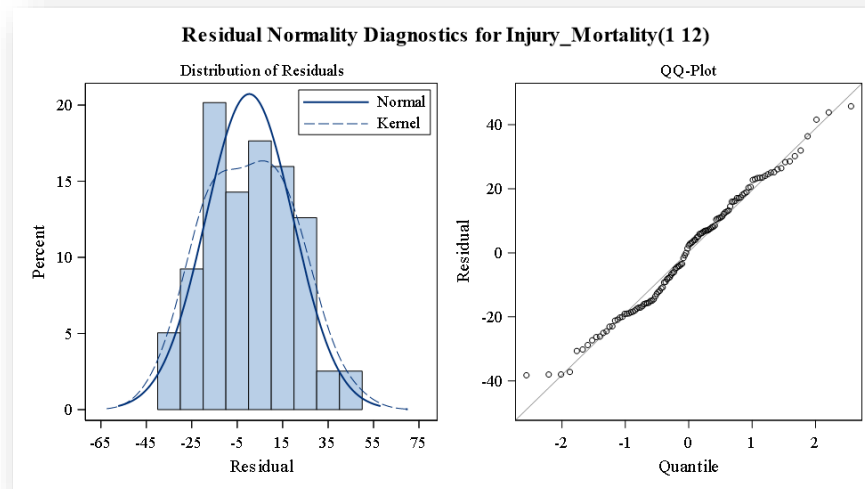 Residual Normality Diagnostics for Injury_Mortality(1 12)
Distribution of Residuals
Normal
Kernel
Percent
20
15
10
5
0
-65 -45 -25 -5 15 35 55 75
Residual
QQ-Plot
Residual
40
20
0
-20
-40
-2 -1 0 1 2
Quantile